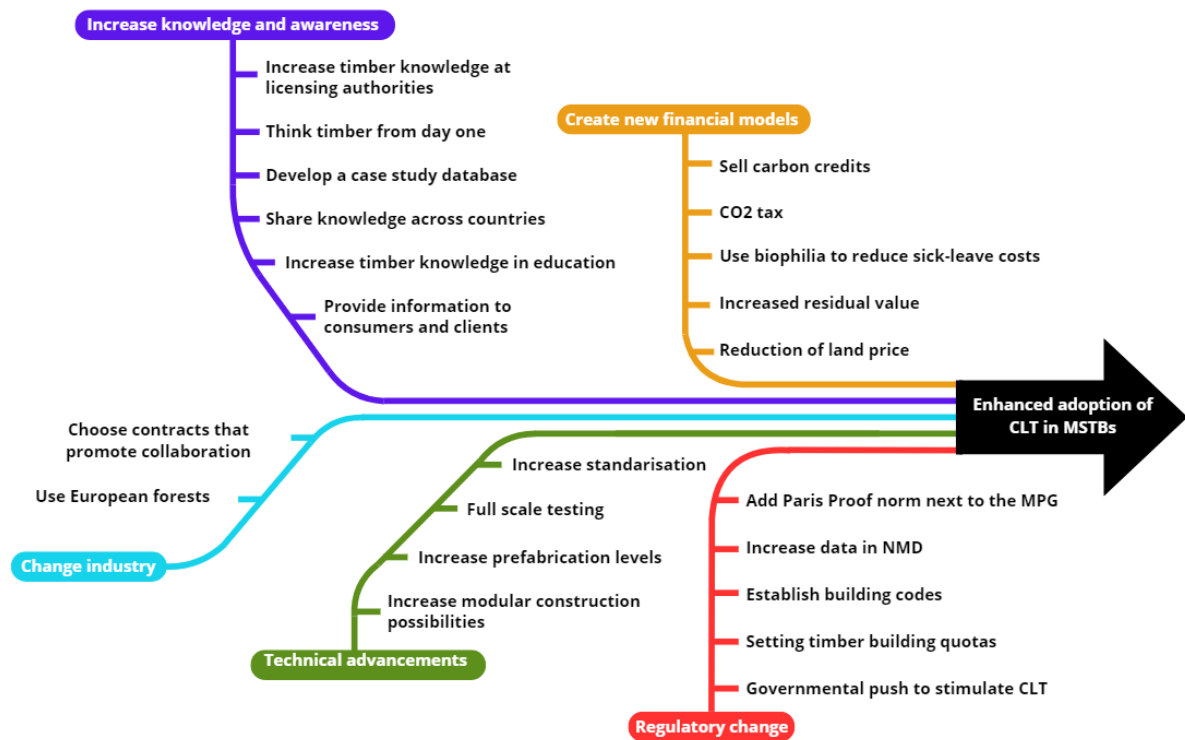 Increase knowledge and awareness
Increase timber knowledge at
licensing authorities
Think timber from day one
Develop a case study database
Share knowledge across countries
Increase timber knowledge in education
Provide information to
consumers and clients
Create new financial models
Sell carbon credits
CO2 tax
Use biophilia to reduce sick-leave costs
Increased residual value
Reduction of land price
Enhanced adoption of
CLT in MSTBs
Choose contracts that
promote collaboration
Use European forests
Change industry
Increase standarisation
Full scale testing
Increase prefabrication levels
Increase modular construction
possibilities
Technical advancements
Add Paris Proof norm next to the MPG
Increase data in NMD
Establish building codes
Setting timber building quotas
Governmental push to stimulate CLT
Regulatory change